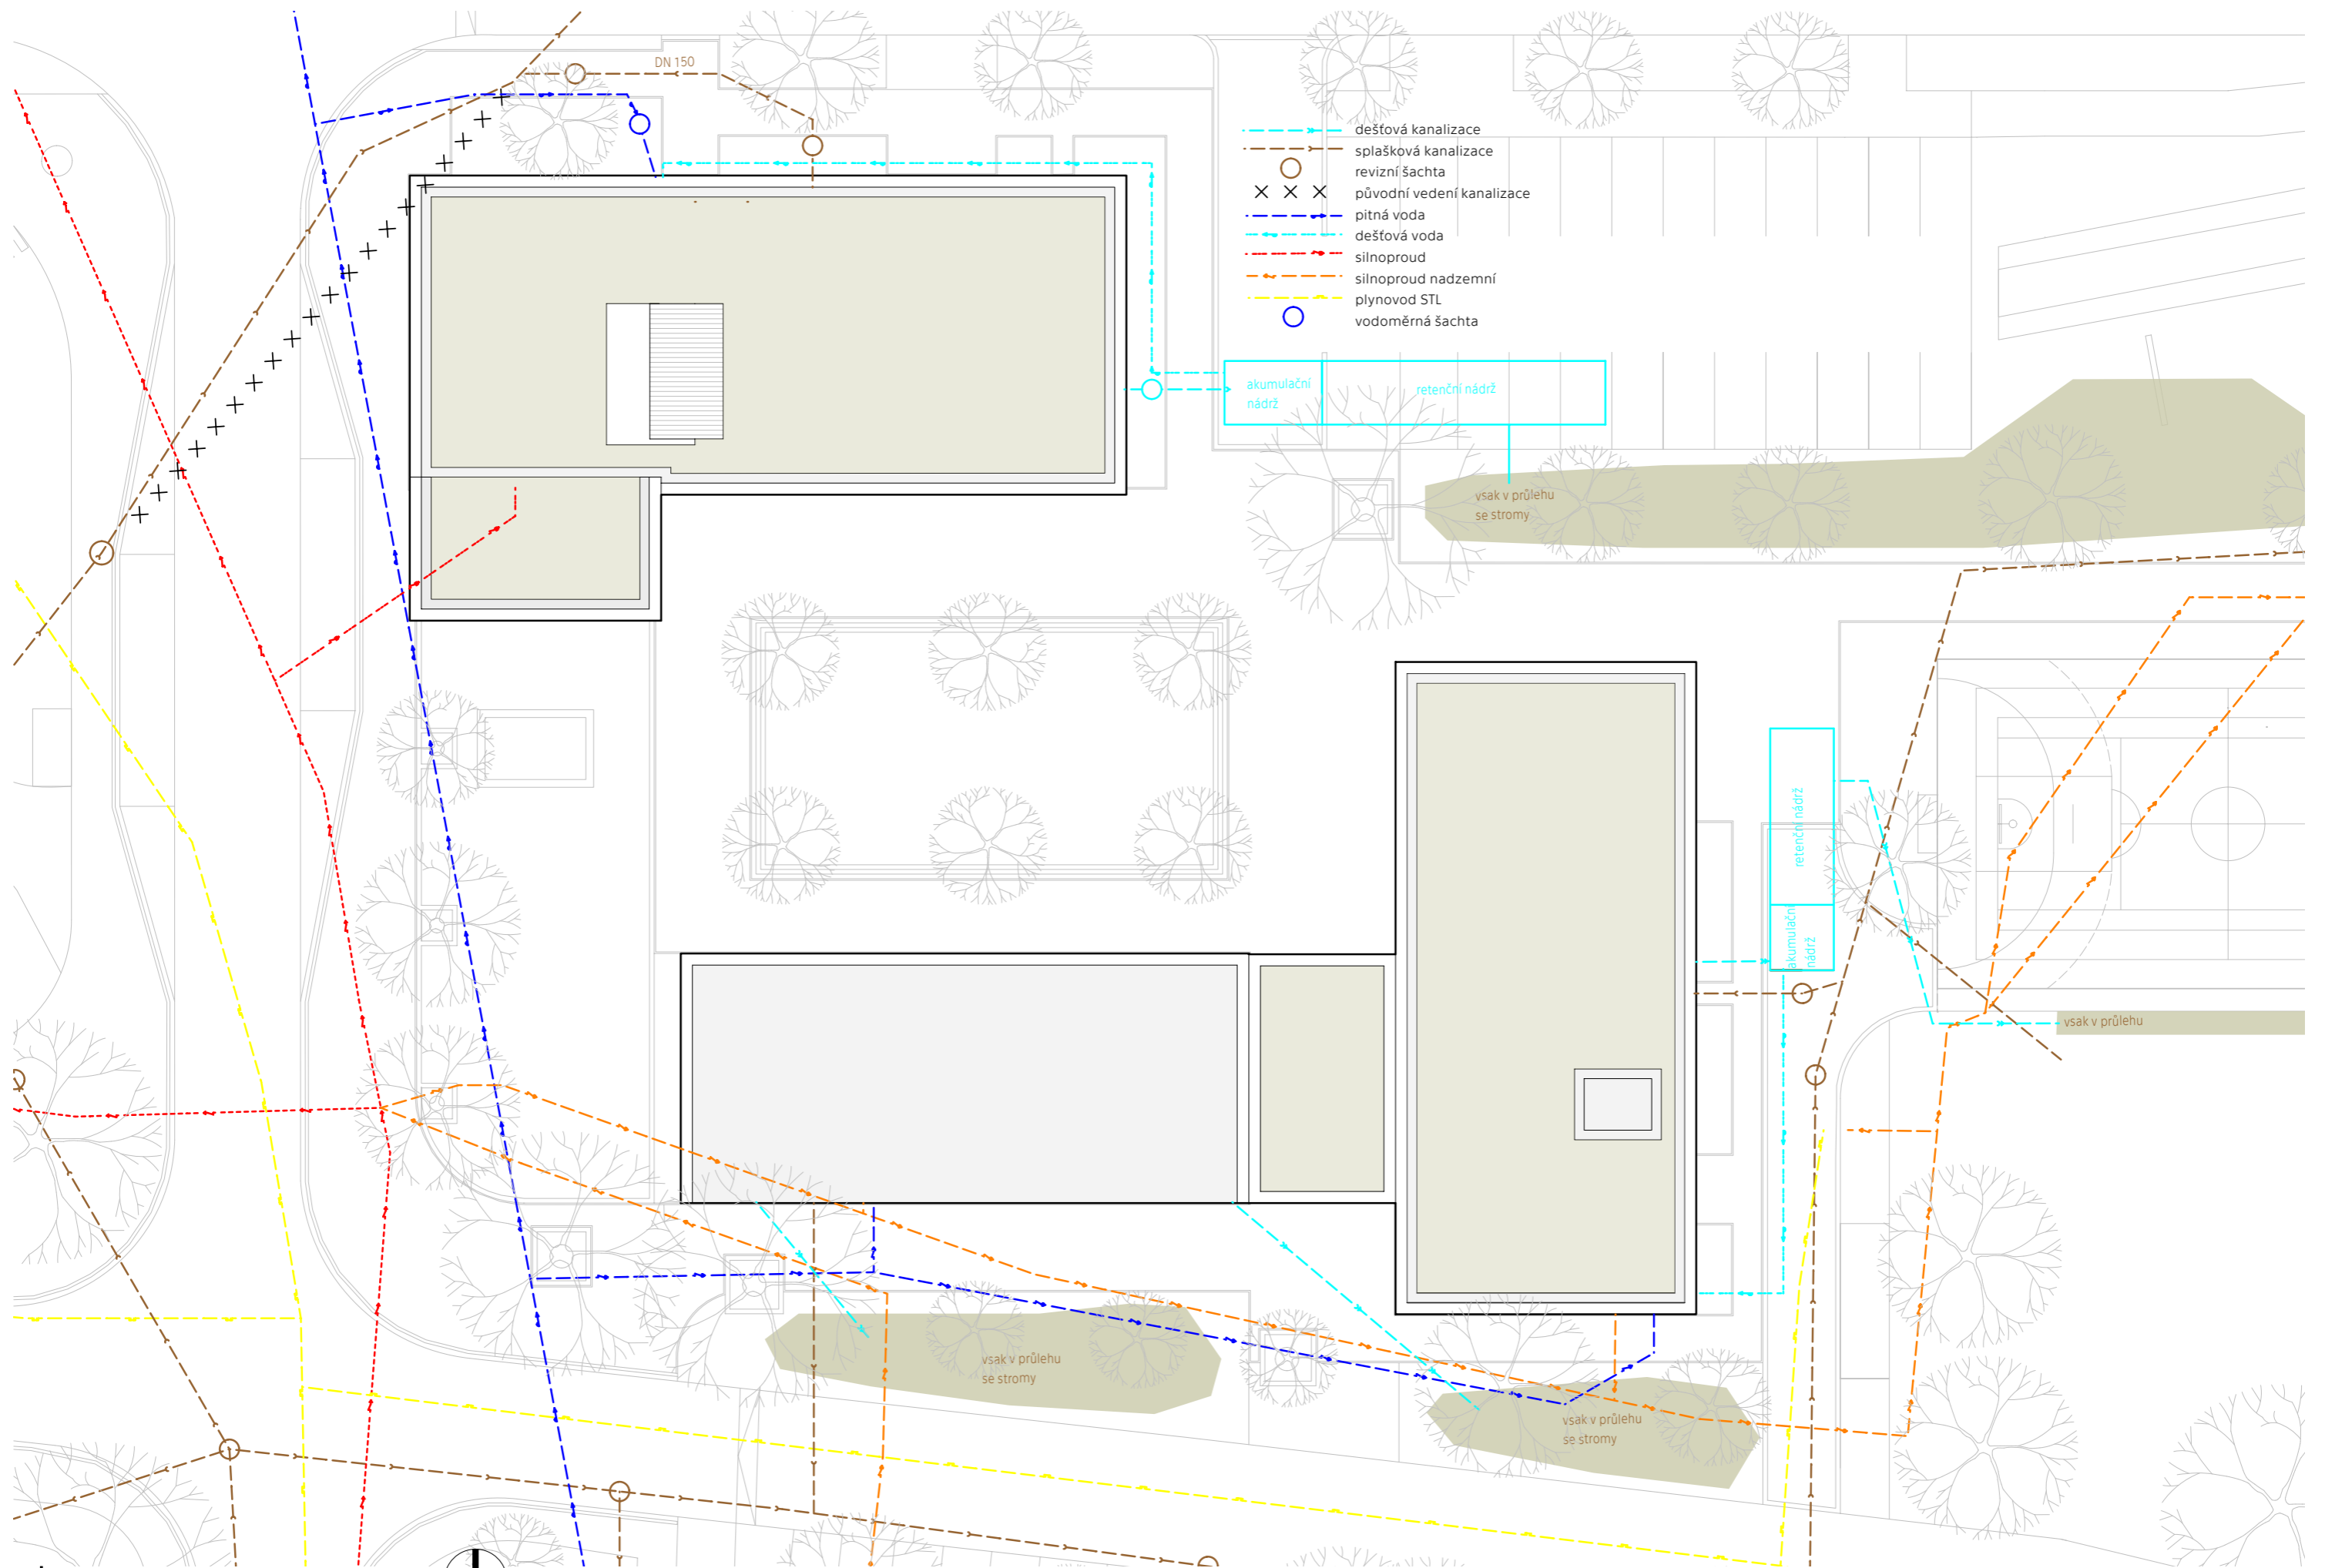 DN 150
dešťová kanalizace
splašková kanalizace
revizní šachta
původní vedení kanalizace
pitná voda
dešťová voda
silnoproud
silnoproud nadzemní
plynovod STL
vodoměrná šachta
akumulační
nádrž
retenční nádrž
vsak v průlehu
se stromy
retenční nádrž
akumulační
nádrž
vsak v průlehu
vsak v průlehu
se stromy
vsak v průlehu
se stromy